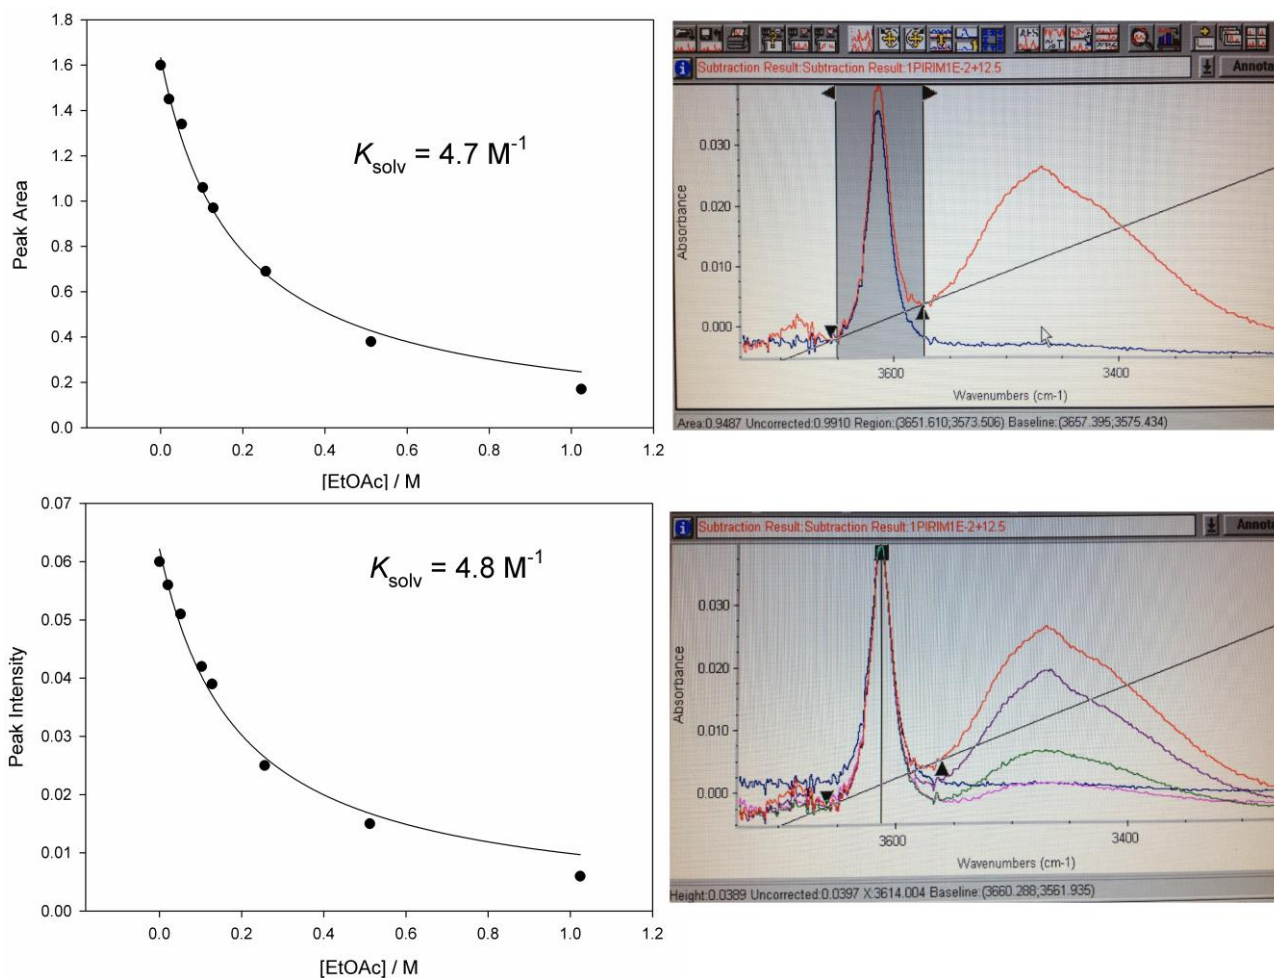 1.8
1.6
1.4
1.2
1.0
0.8
0.6
0.4
0.2
0.0
Peak Area
Ksolv = 4.7 M-1
0.0 0.2 0.4 0.6 0.8 1.0 1.2
[EtOAc] / M
Subtraction Result:Subtraction Result:1PIRIM1E-2+12.5
Annota
0.030
0.020
0.010
0.000
Absorbance
3600 3400
Wavenumbers (cm-1)
Area:0.9487 Uncorrected:0.9910 Region:(3651.610;3573.506) Baseline:(3657.395;3575.434)
0.07
0.06
0.05
0.04
0.03
0.02
0.01
0.00
Peak Intensity
Ksolv = 4.8 M-1
0.0 0.2 0.4 0.6 0.8 1.0 1.2
[EtOAc] / M
Subtraction Result:Subtraction Result:1PIRIM1E-2+12.5
Annota
0.030
0.020
0.010
0.000
Absorbance
3600 3400
Wavenumbers (cm-1)
Height:0.0389 Uncorrected:0.0397 X:3614.004 Baseline:(3660.288;3561.935)